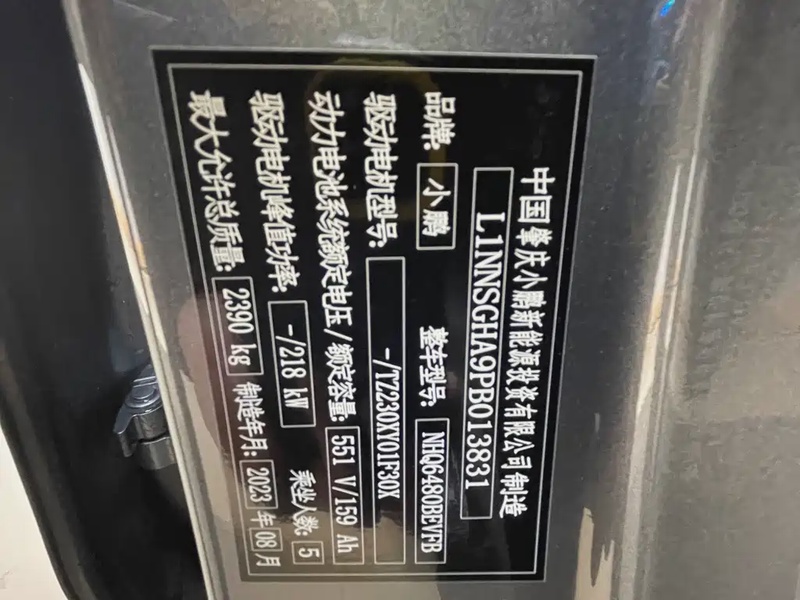 中国肇庆小鹏新能源投资有限公司制造
L1NNSGHA9PB013831
品牌: 小鹏 整车型号: NHQ6480BEVFB
驱动电机型号: -/TZ230XY01F30X
动力电池系统额定电压/额定容量: 551 V/159 Ah
驱动电机峰值功率: -/218 kW 乘坐人数: 5
最大允许总质量: 2390 kg 制造年月: 2023 年 08 月